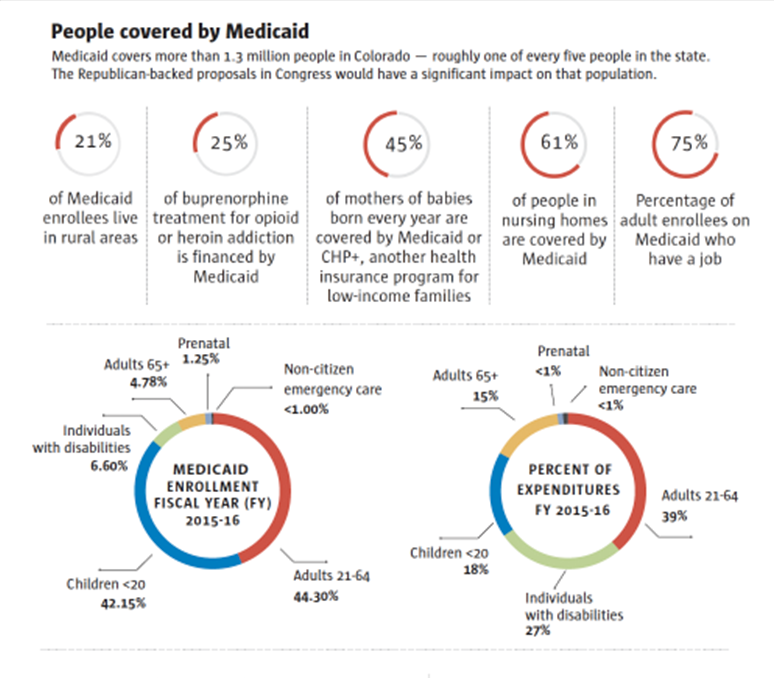 People covered by Medicaid
Medicaid covers more than 1.3 million people in Colorado — roughly one of every five people in the state.
The Republican-backed proposals in Congress would have a significant impact on that population.
21%
of Medicaid
enrollees live
in rural areas
25%
of buprenorphine
treatment for opioid
or heroin addiction
is financed by
Medicaid
45%
of mothers of babies
born every year are
covered by Medicaid or
CHP+, another health
insurance program for
low-income families
61%
of people in
nursing homes
are covered by
Medicaid
75%
Percentage of
adult enrollees on
Medicaid who
have a job
Prenatal
1.25%
Adults 65+
4.78%
Non-citizen
emergency care
<1.00%
Individuals
with disabilities
6.60%
MEDICAID
ENROLLMENT
FISCAL YEAR (FY)
2015-16
Children <20
42.15%
Adults 21-64
44.30%
Prenatal
<1%
Adults 65+
15%
Non-citizen
emergency care
<1%
PERCENT OF
EXPENDITURES
FY 2015-16
Adults 21-64
39%
Children <20
18%
Individuals
with disabilities
27%